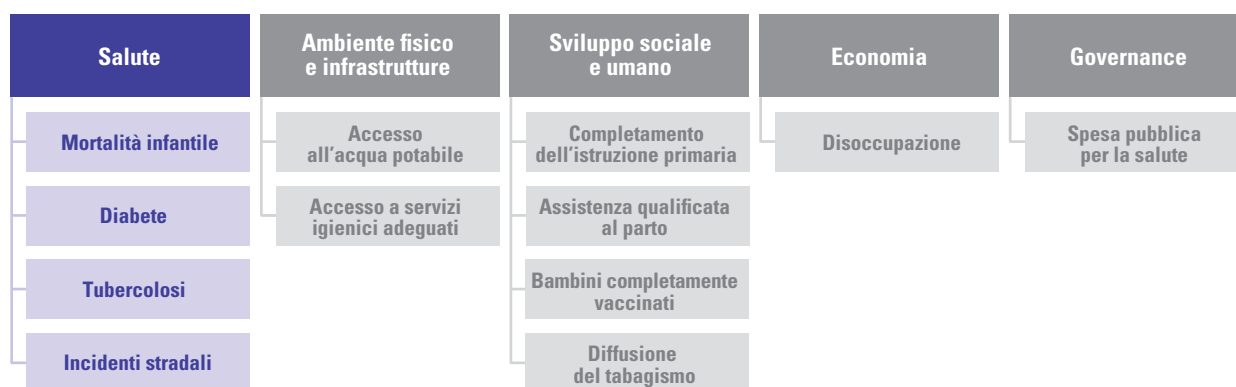 Salute
Ambiente fisico
e infrastrutture
Sviluppo sociale
e umano
Economia
Governance
Mortalità infantile
Accesso
all'acqua potabile
Completamento
dell'istruzione primaria
Disoccupazione
Spesa pubblica
per la salute
Diabete
Accesso a servizi
igienici adeguati
Assistenza qualificata
al parto
Tubercolosi
Bambini completamente
vaccinati
Incidenti stradali
Diffusione
del tabagismo